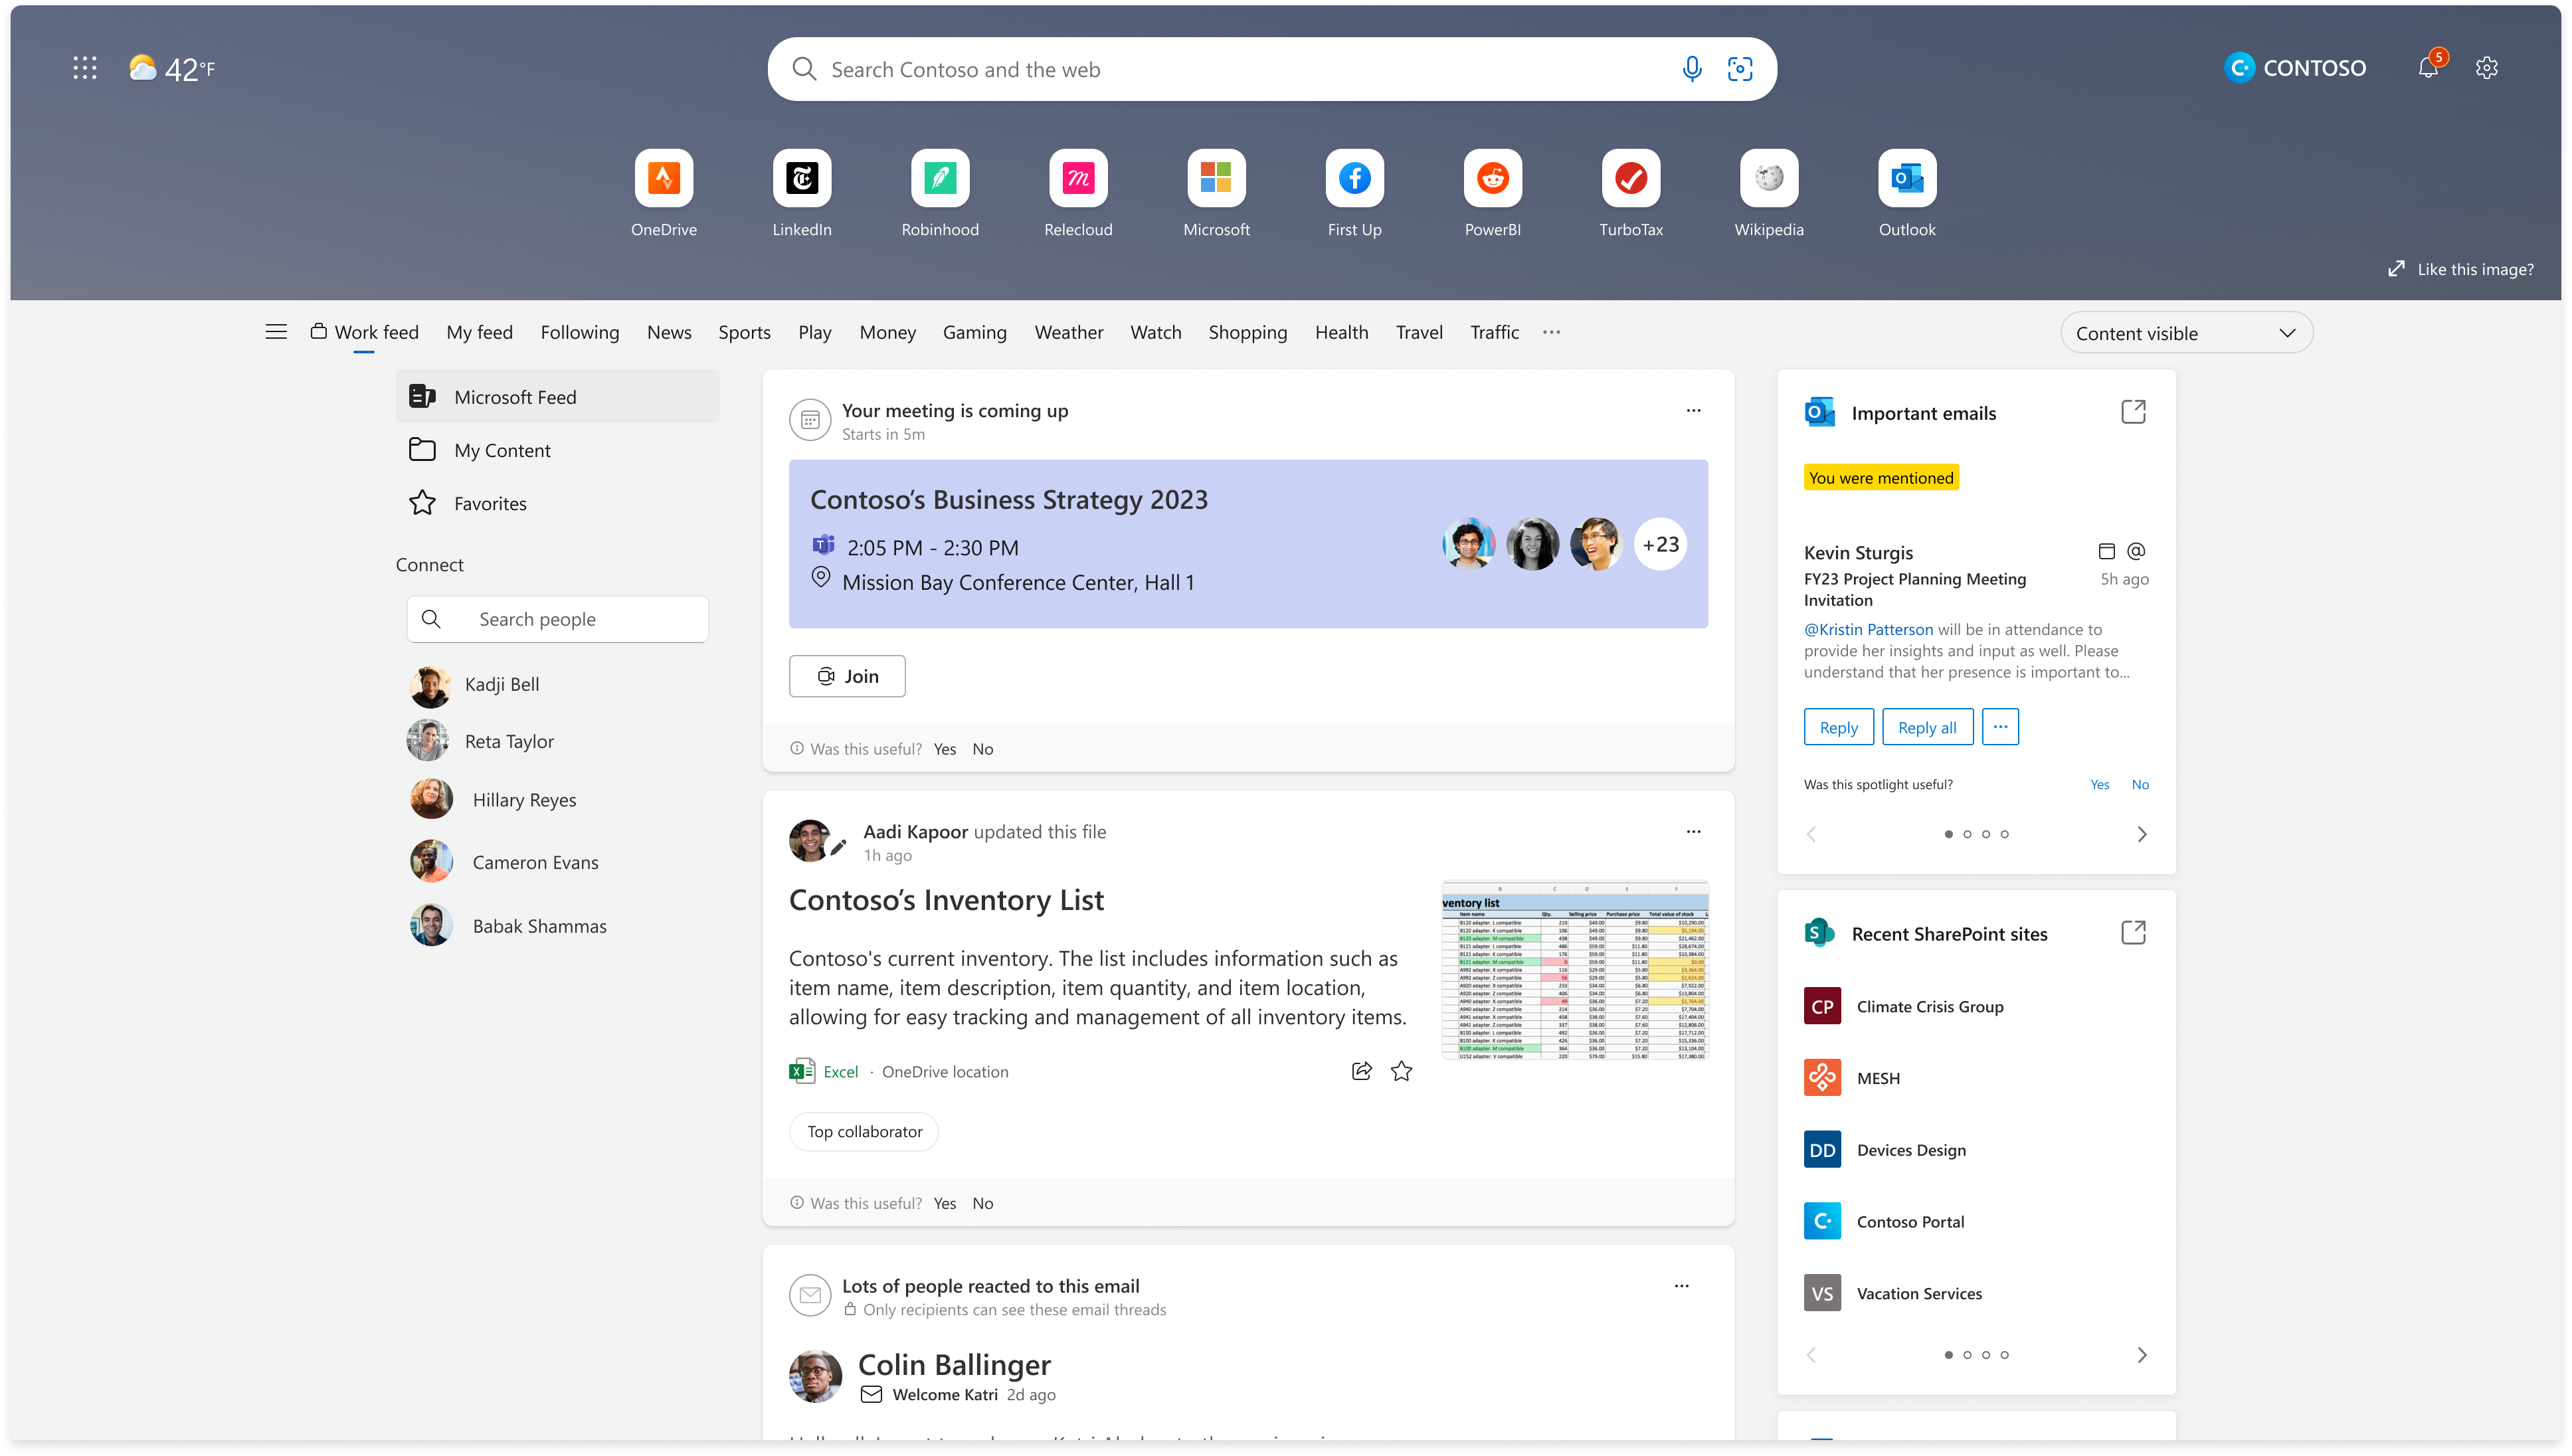 42°F
Search Contoso and the web
CONTOSO
5
OneDrive
LinkedIn
Robinhood
Relecloud
Microsoft
First Up
PowerBI
TurboTax
Wikipedia
Outlook
Like this image?
Work feed
My feed
Following
News
Sports
Play
Money
Gaming
Weather
Watch
Shopping
Health
Travel
Traffic
Content visible
Microsoft Feed
My Content
Favorites
Connect
Search people
Kadji Bell
Reta Taylor
Hillary Reyes
Cameron Evans
Babak Shammas
Your meeting is coming up
Starts in 5m
Contoso’s Business Strategy 2023
2:05 PM - 2:30 PM
Mission Bay Conference Center, Hall 1
+23
Join
Was this useful? Yes No
Aadi Kapoor updated this file
1h ago
Contoso’s Inventory List
Contoso's current inventory. The list includes information such as
item name, item description, item quantity, and item location,
allowing for easy tracking and management of all inventory items.
ventory list
Item name Qty. Selling price Purchase price Total value of stock
Excel · OneDrive location
Top collaborator
Was this useful? Yes No
Lots of people reacted to this email
Only recipients can see these email threads
Colin Ballinger
Welcome Katri 2d ago
Important emails
You were mentioned
Kevin Sturgis
FY23 Project Planning Meeting
Invitation
5h ago
@Kristin Patterson will be in attendance to
provide her insights and input as well. Please
understand that her presence is important to...
Reply
Reply all
Was this spotlight useful? Yes No
Recent SharePoint sites
CP Climate Crisis Group
MESH
DD Devices Design
Contoso Portal
VS Vacation Services